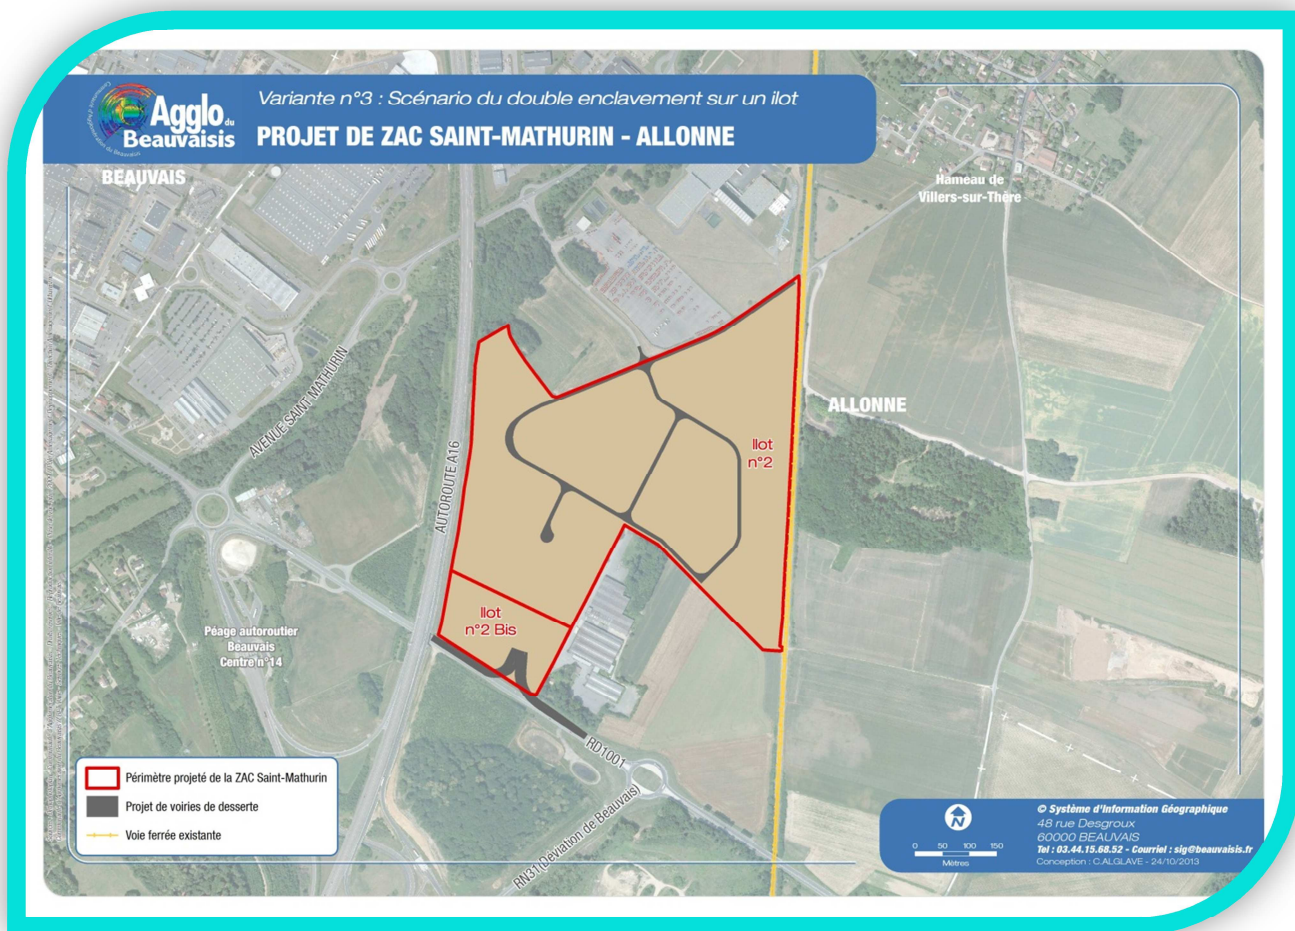 Agglo du
Beauvaisis
Variante n°3 : Scénario du double enclavement sur un ilot
PROJET DE ZAC SAINT-MATHURIN - ALLONNE
BEAUVAIS
Hameau de
Villers-sur-Thère
AVENUE SAINT MATHURIN
AUTOROUTE A16
ALLONNE
Ilot
n°2
Ilot
n°2 Bis
Péage autoroutier
Beauvais
Centre n°14
RD1001
RN31 (Déviation de Beauvais)
Périmètre projeté de la ZAC Saint-Mathurin
Projet de voiries de desserte
Voie ferrée existante
N
0 50 100 150
Mètres
© Système d'Information Géographique
48 rue Desgroux
60000 BEAUVAIS
Tel : 03.44.15.68.52 - Courriel : sig@beauvaisis.fr
Conception : C.ALGLAVE - 24/10/2013